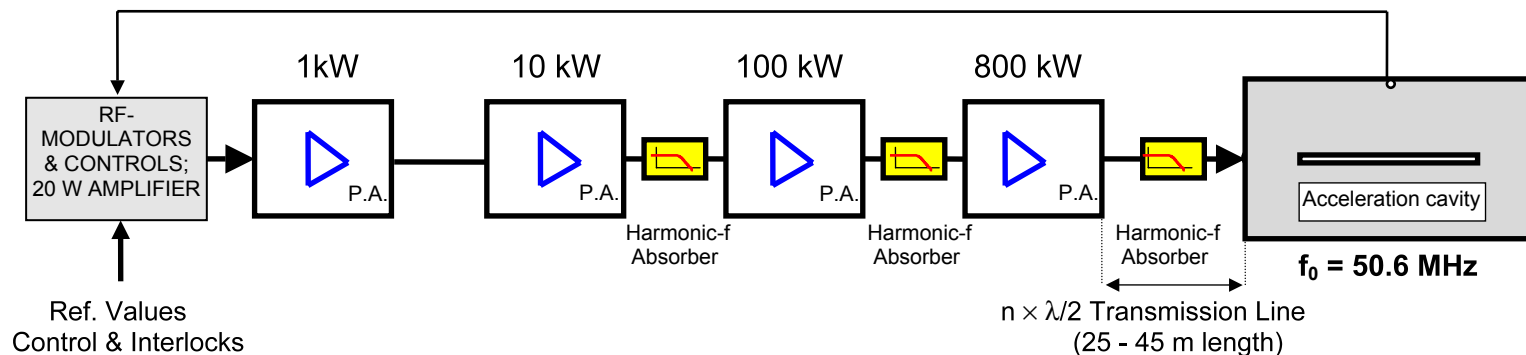 1kW
10 kW
100 kW
800 kW
RF-
MODULATORS
& CONTROLS;
20 W AMPLIFIER
P.A.
P.A.
P.A.
P.A.
Acceleration cavity
Harmonic-f
Absorber
Harmonic-f
Absorber
Harmonic-f
Absorber
f₀ = 50.6 MHz
Ref. Values
Control & Interlocks
n × λ/2 Transmission Line
(25 - 45 m length)